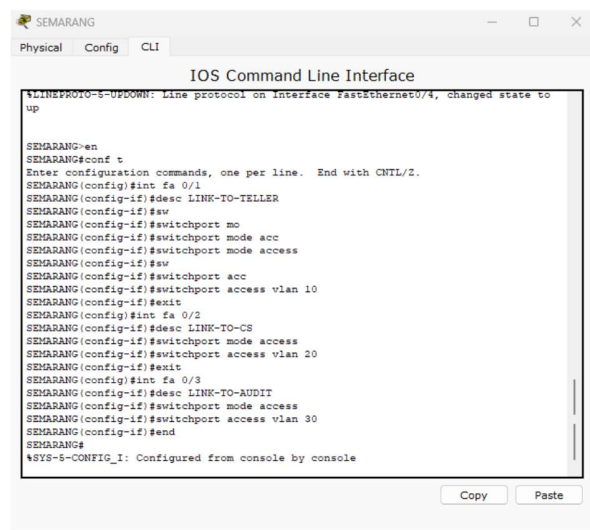 SEMARANG
Physical Config CLI
IOS Command Line Interface
%LINEPROTO-5-UPDOWN: Line protocol on Interface FastEthernet0/4, changed state to
up
SEMARANG>en
SEMARANG#conf t
Enter configuration commands, one per line. End with CNTL/Z.
SEMARANG(config)#int fa 0/1
SEMARANG(config-if)#desc LINK-TO-TELLER
SEMARANG(config-if)#sw
SEMARANG(config-if)#switchport mo
SEMARANG(config-if)#switchport mode acc
SEMARANG(config-if)#switchport mode access
SEMARANG(config-if)#sw
SEMARANG(config-if)#switchport acc
SEMARANG(config-if)#switchport access vlan 10
SEMARANG(config-if)#exit
SEMARANG(config)#int fa 0/2
SEMARANG(config-if)#desc LINK-TO-CS
SEMARANG(config-if)#switchport mode access
SEMARANG(config-if)#switchport access vlan 20
SEMARANG(config-if)#exit
SEMARANG(config)#int fa 0/3
SEMARANG(config-if)#desc LINK-TO-AUDIT
SEMARANG(config-if)#switchport mode access
SEMARANG(config-if)#switchport access vlan 30
SEMARANG(config-if)#end
SEMARANG#
%SYS-5-CONFIG_I: Configured from console by console
Copy Paste